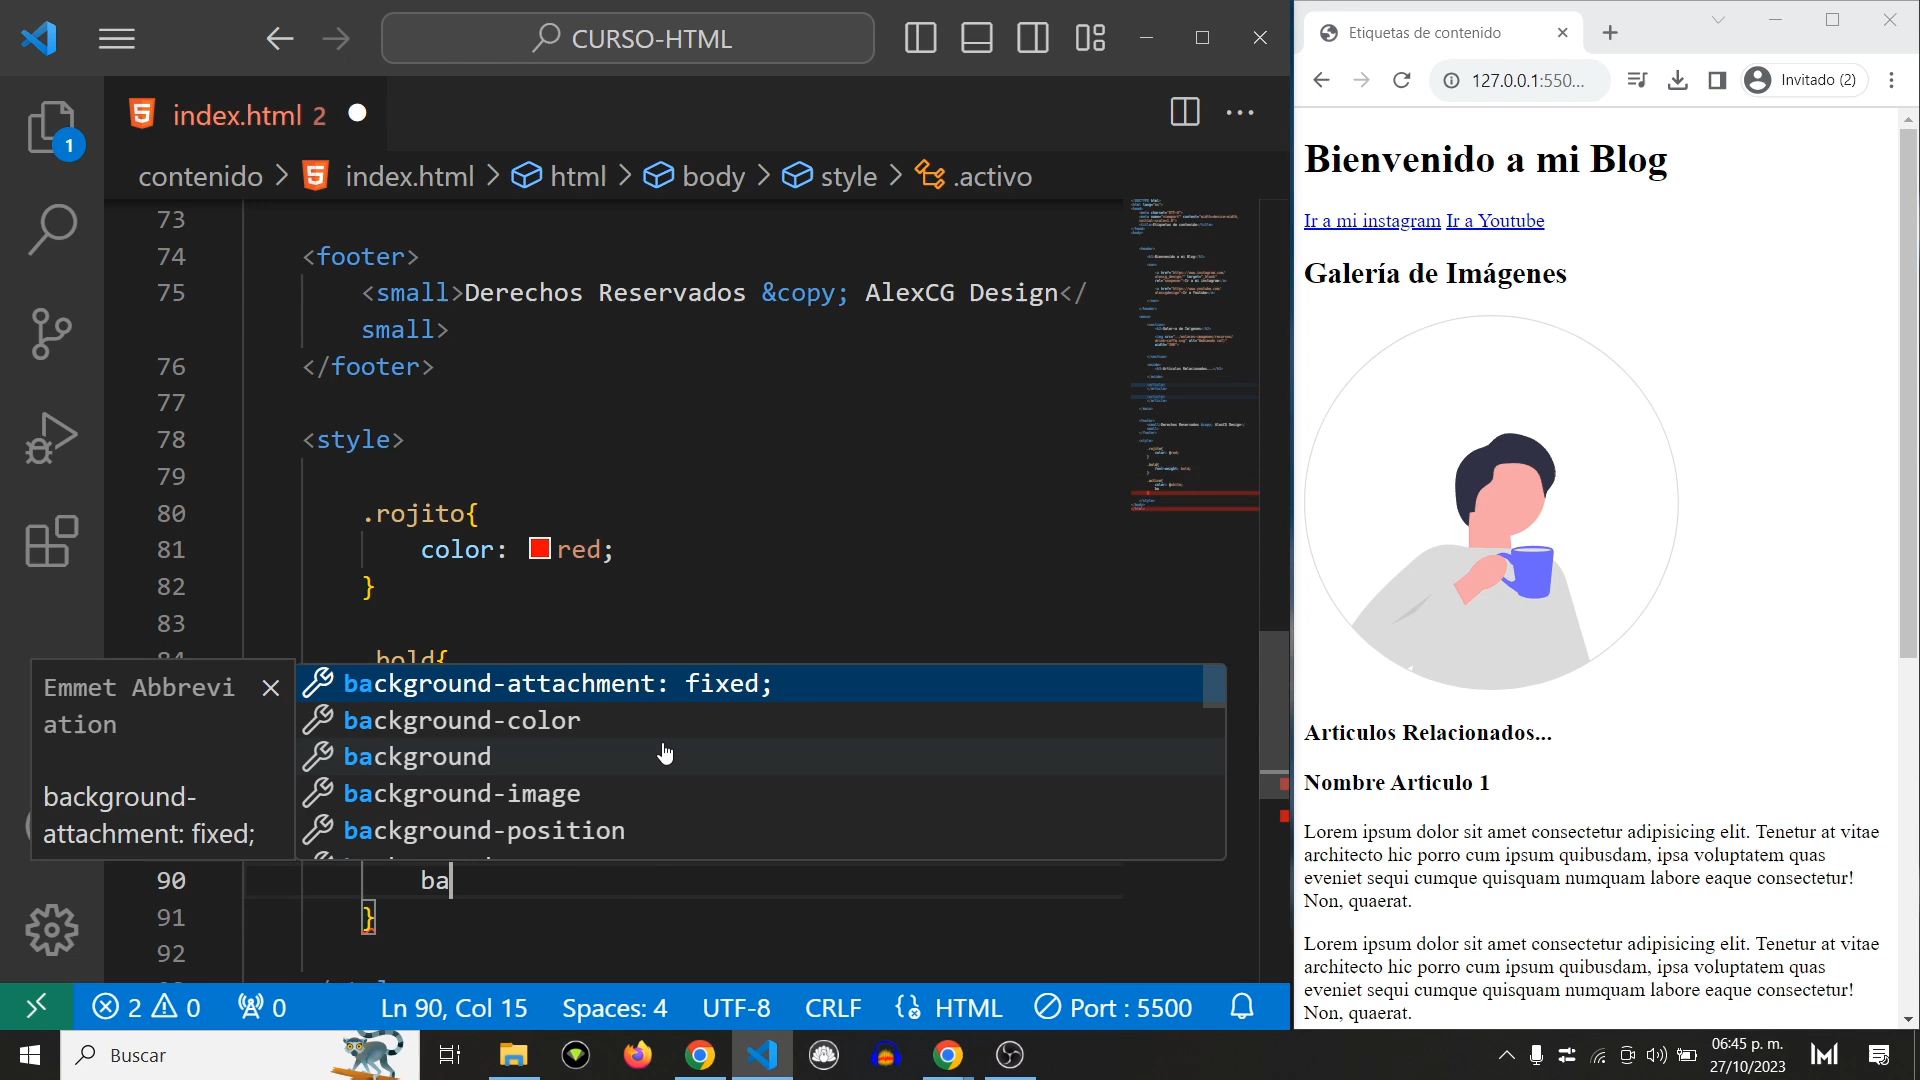 CURSO-HTML
index.html 2
contenido > index.html > html > body > style > .activo
73
74 <footer>
75 <small>Derechos Reservados &copy; AlexCG Design</
small>
76 </footer>
77
78 <style>
79
80 .rojito{
81 color: red;
82 }
83
84 .bold{
Emmet Abbrevi
ation
background-
attachment: fixed;
background-attachment: fixed;
background-color
background
background-image
background-position
90 ba
91 }
92
1
2 0 0 Ln 90, Col 15 Spaces: 4 UTF-8 CRLF HTML Port : 5500
Etiquetas de contenido
127.0.0.1:550...
Invitado (2)
Bienvenido a mi Blog
Ir a mi instagram Ir a Youtube
Galería de Imágenes
Articulos Relacionados...
Nombre Articulo 1
Lorem ipsum dolor sit amet consectetur adipisicing elit. Tenetur at vitae
architecto hic porro cum ipsum quibusdam, ipsa voluptatem quas
eveniet sequi cumque quisquam numquam labore eaque consectetur!
Non, quaerat.
Lorem ipsum dolor sit amet consectetur adipisicing elit. Tenetur at vitae
architecto hic porro cum ipsum quibusdam, ipsa voluptatem quas
eveniet sequi cumque quisquam numquam labore eaque consectetur!
Non, quaerat.
Buscar
06:45 p. m.
27/10/2023